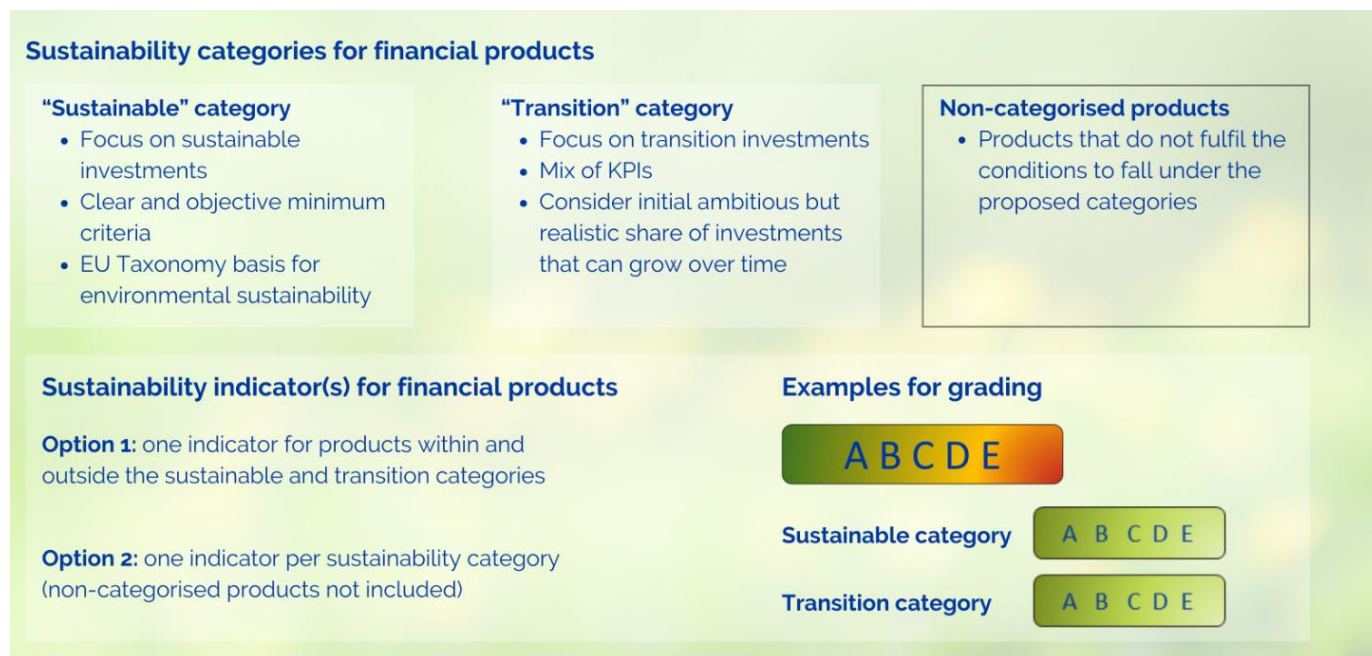 Sustainability categories for financial products
“Sustainable” category
• Focus on sustainable
investments
• Clear and objective minimum
criteria
• EU Taxonomy basis for
environmental sustainability
“Transition” category
• Focus on transition investments
• Mix of KPIs
• Consider initial ambitious but
realistic share of investments
that can grow over time
Non-categorised products
• Products that do not fulfil the
conditions to fall under the
proposed categories
Sustainability indicator(s) for financial products
Option 1: one indicator for products within and
outside the sustainable and transition categories
Option 2: one indicator per sustainability category
(non-categorised products not included)
Examples for grading
A B C D E
Sustainable category
A B C D E
Transition category
A B C D E